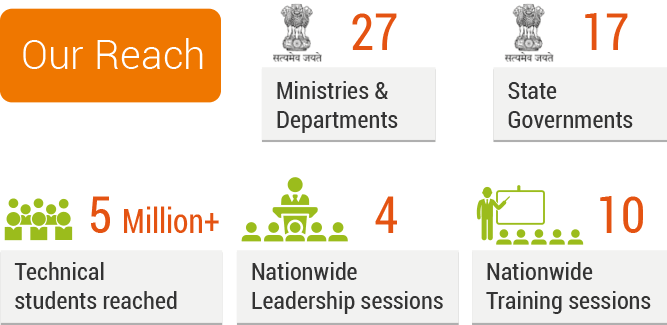 Our Reach
सत्यमेव जयते
27
Ministries &
Departments
सत्यमेव जयते
17
State
Governments
5 Million+
Technical
students reached
4
Nationwide
Leadership sessions
10
Nationwide
Training sessions